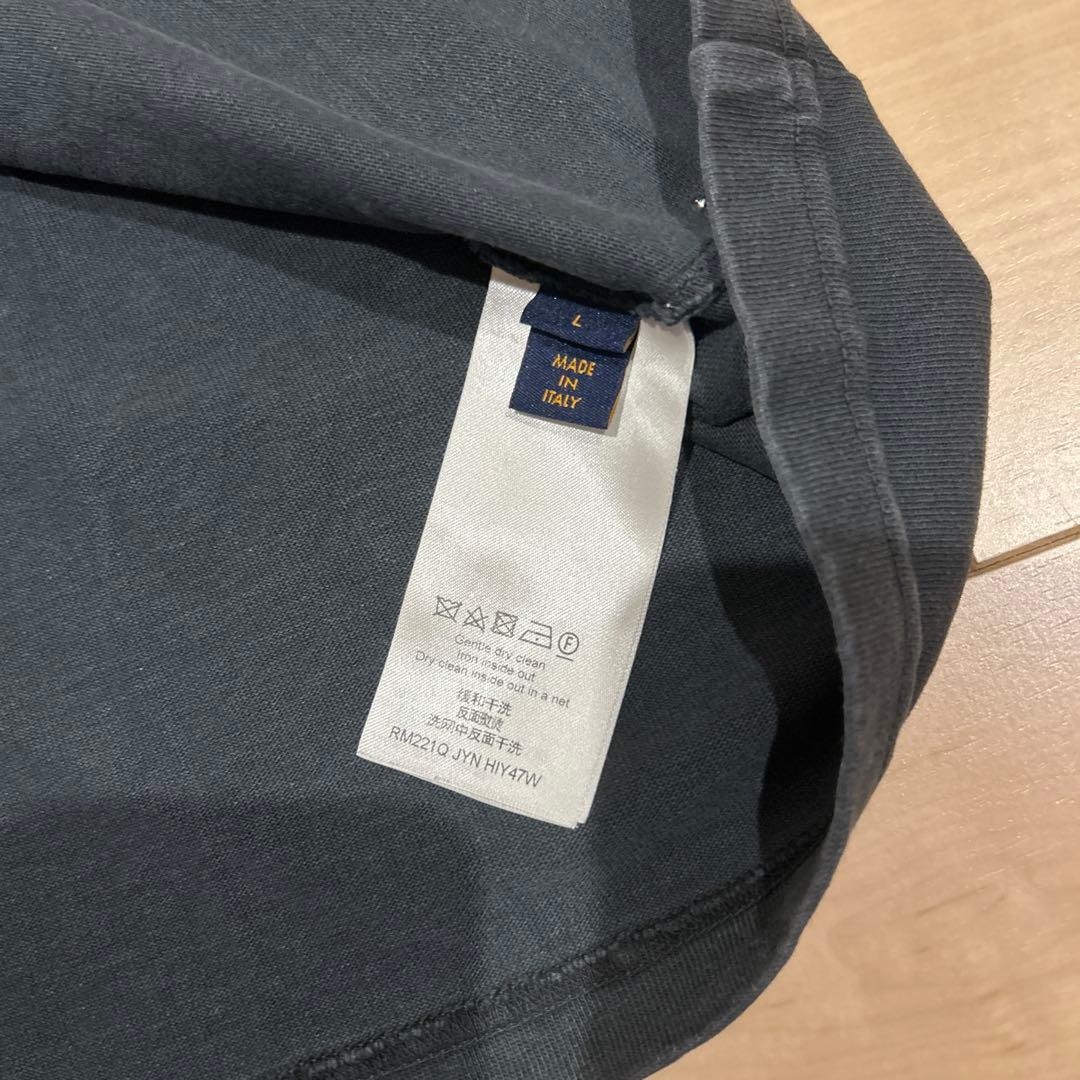 L
MADE
IN
ITALY
F
Gentle dry clean
Iron inside out
Dry clean inside out in a net
缓和干洗
反面熨烫
洗网中反面干洗
RM221Q JYN HIY47W